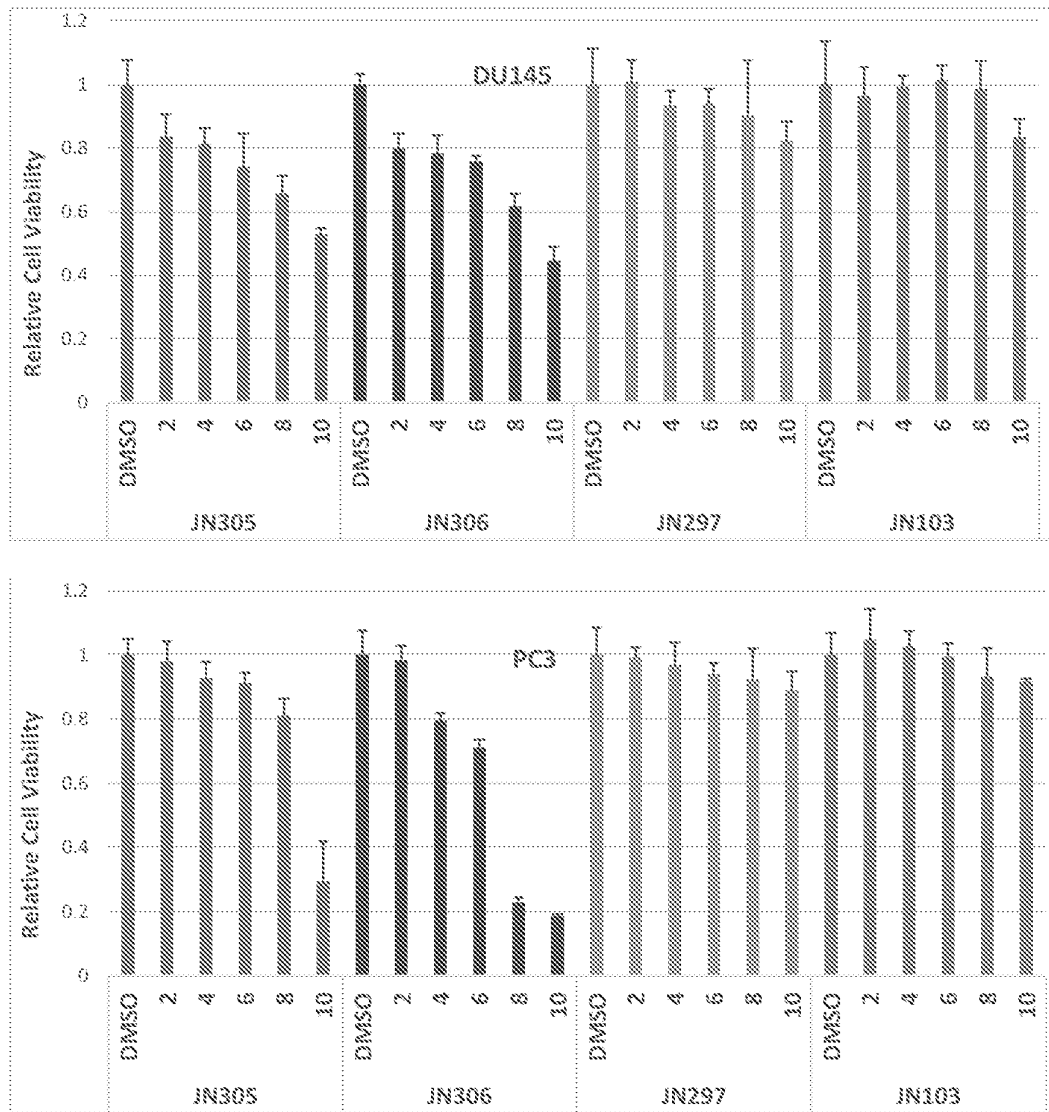 1.2
DU145
1
0.8
0.6
0.4
0.2
0
Relative Cell Viability
DMSO 2 4 6 8 10 DMSO 2 4 6 8 10 DMSO 2 4 6 8 10 DMSO 2 4 6 8 10
JN305 JN306 JN297 JN103
1.2
PC3
1
0.8
0.6
0.4
0.2
0
Relative Cell Viability
DMSO 2 4 6 8 10 DMSO 2 4 6 8 10 DMSO 2 4 6 8 10 DMSO 2 4 6 8 10
JN305 JN306 JN297 JN103